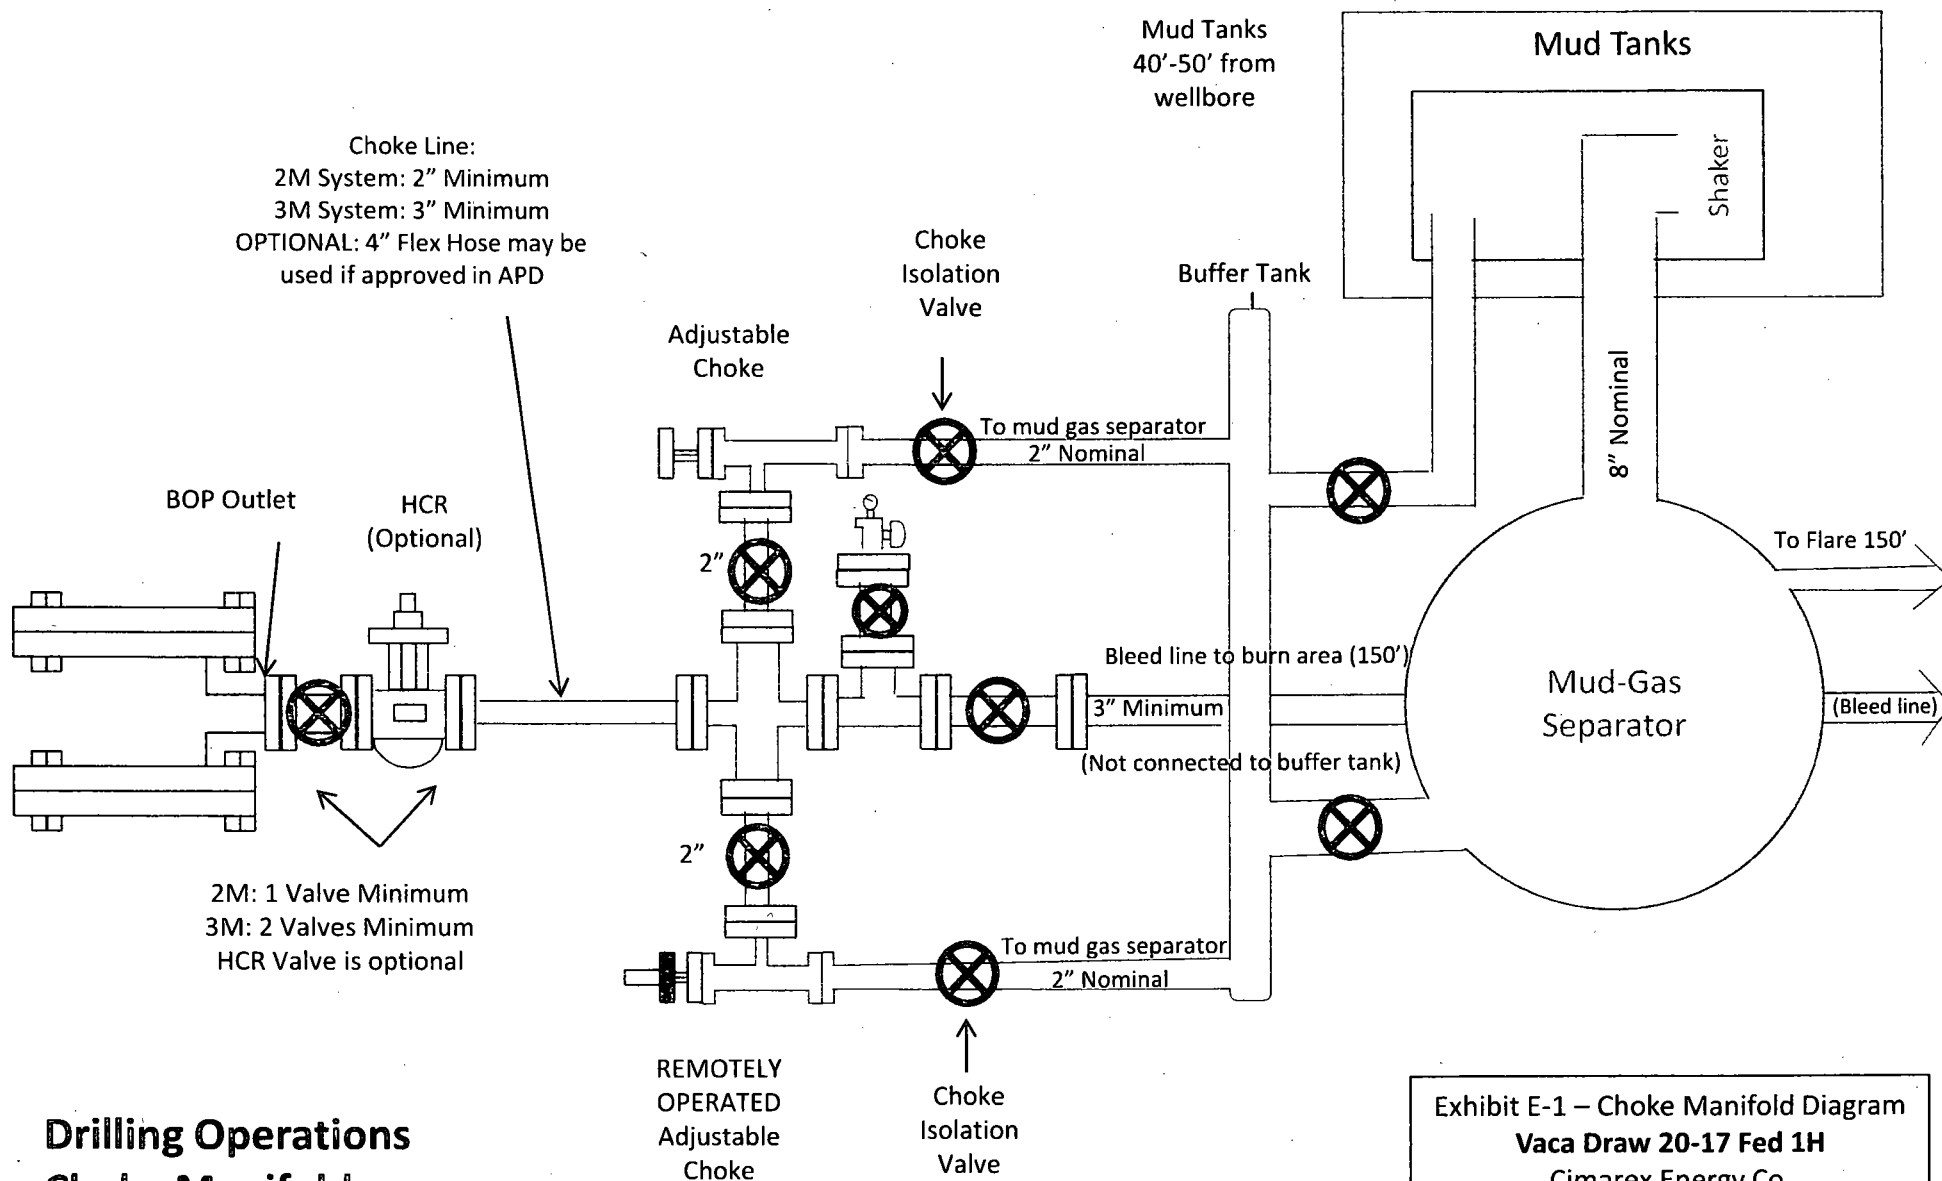 Mud Tanks
40’-50’ from
wellbore
Mud Tanks
Shaker
Choke Line:
2M System: 2” Minimum
3M System: 3” Minimum
OPTIONAL: 4” Flex Hose may be
used if approved in APD
Choke
Isolation
Valve
Buffer Tank
Adjustable
Choke
8” Nominal
To mud gas separator
2” Nominal
BOP Outlet
HCR
(Optional)
2”
To Flare 150’
Bleed line to burn area (150’)
3” Minimum
(Not connected to buffer tank)
Mud-Gas
Separator
(Bleed line)
2”
2M: 1 Valve Minimum
3M: 2 Valves Minimum
HCR Valve is optional
To mud gas separator
2” Nominal
REMOTELY
OPERATED
Adjustable
Choke
Choke
Isolation
Valve
Drilling Operations
Choke Manifold
Exhibit E-1 – Choke Manifold Diagram
Vaca Draw 20-17 Fed 1H
Cimarex Energy Co.